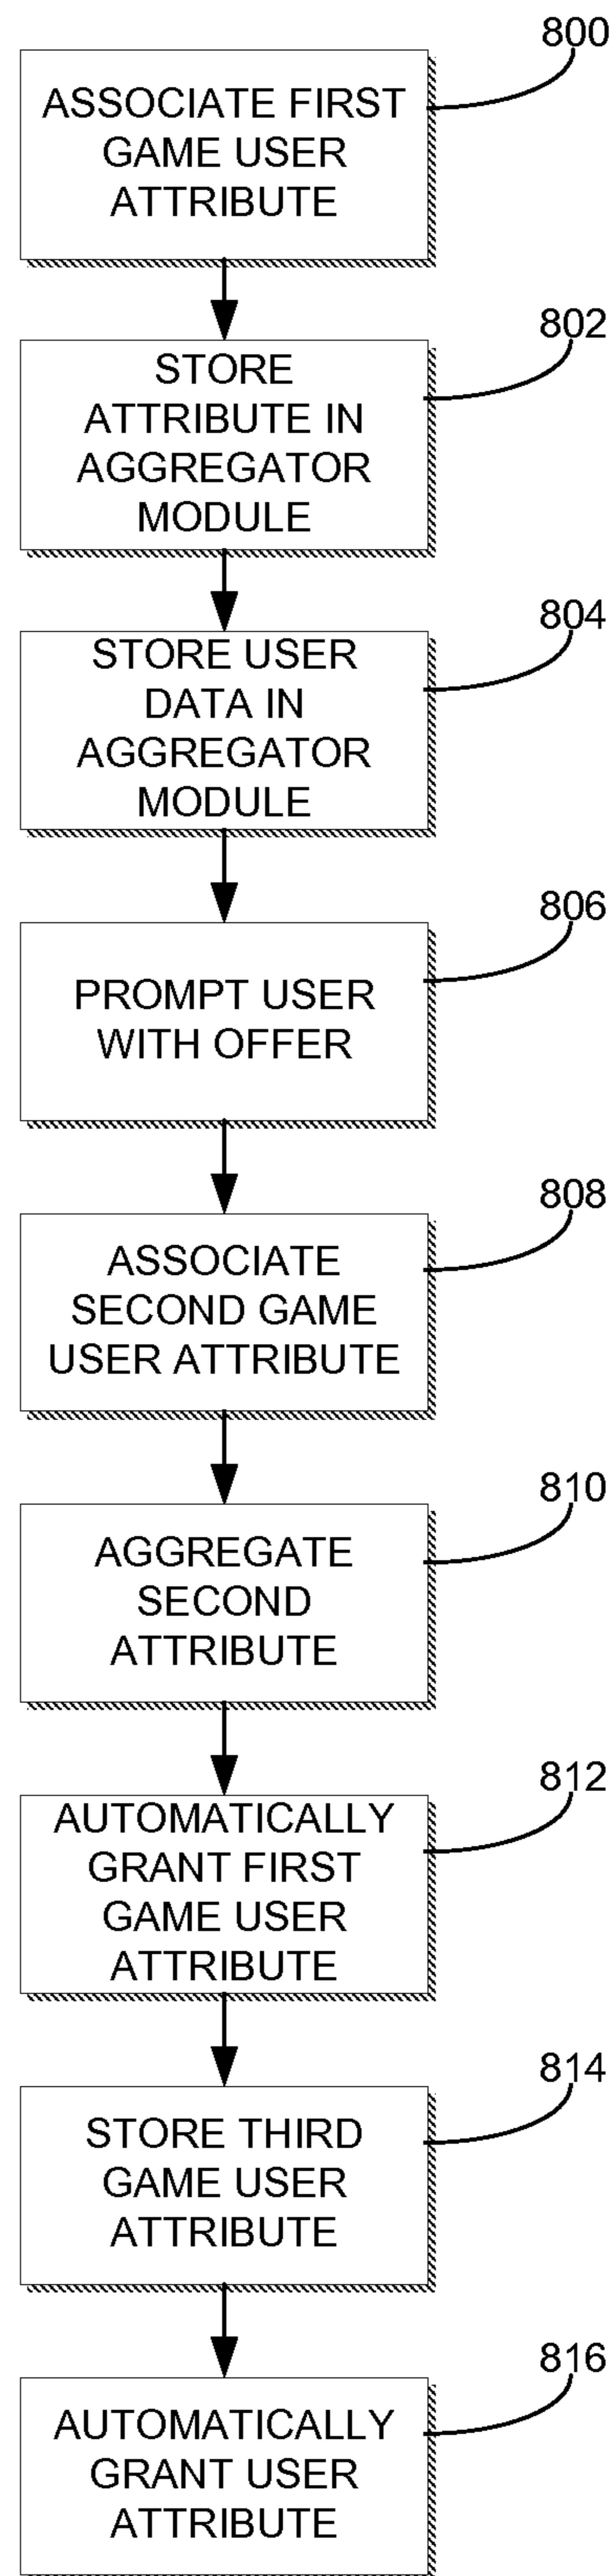 800
ASSOCIATE FIRST
GAME USER
ATTRIBUTE
802
STORE
ATTRIBUTE IN
AGGREGATOR
MODULE
804
STORE USER
DATA IN
AGGREGATOR
MODULE
806
PROMPT USER
WITH OFFER
808
ASSOCIATE
SECOND GAME
USER ATTRIBUTE
810
AGGREGATE
SECOND
ATTRIBUTE
812
AUTOMATICALLY
GRANT FIRST
GAME USER
ATTRIBUTE
814
STORE THIRD
GAME USER
ATTRIBUTE
816
AUTOMATICALLY
GRANT USER
ATTRIBUTE